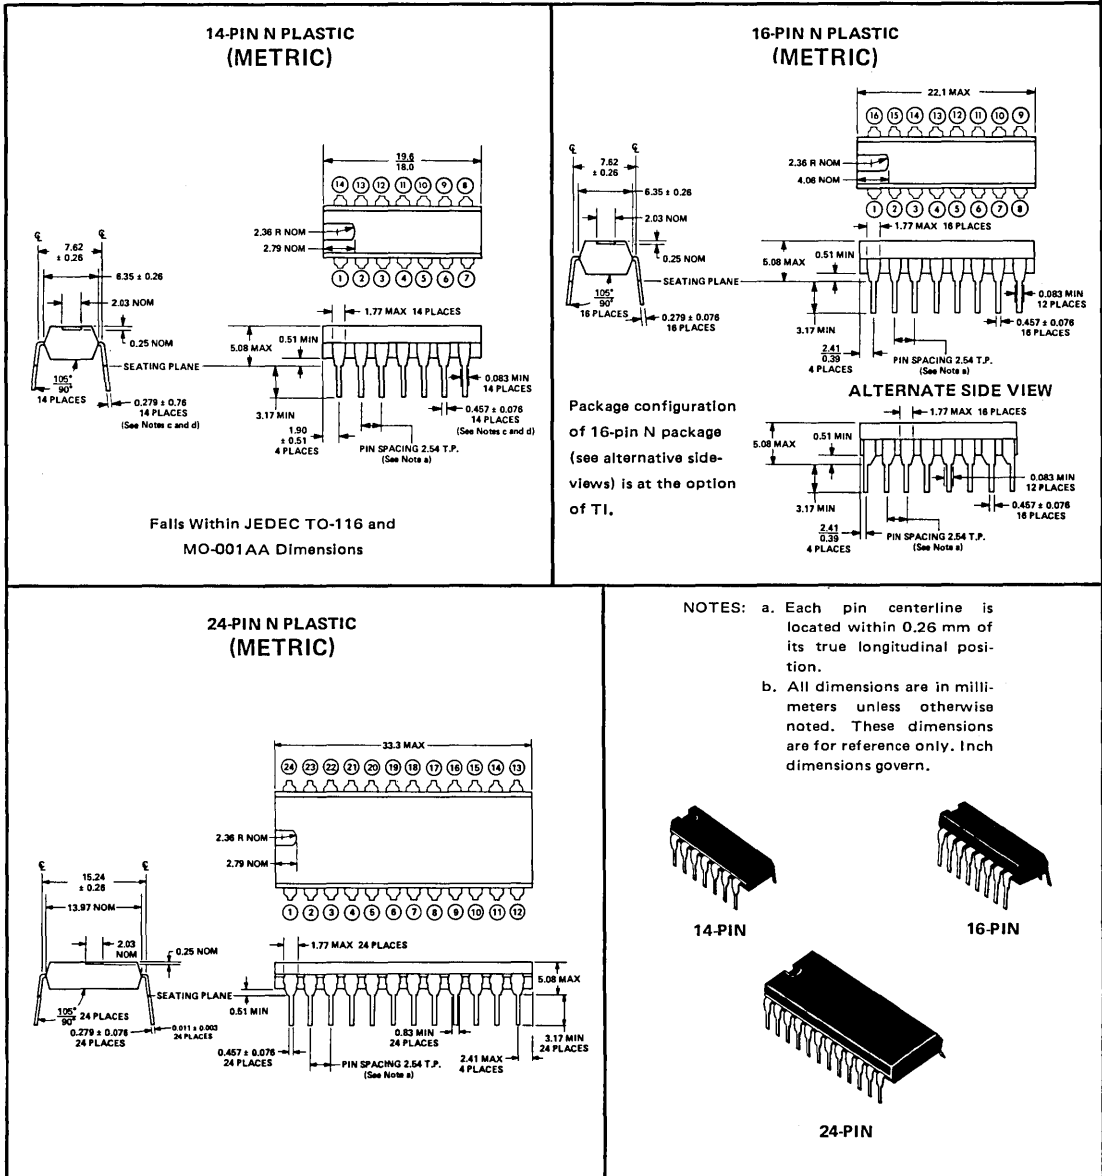 14-PIN N PLASTIC
(METRIC)
℄ ℄
7.62
± 0.26
6.35 ± 0.26
2.03 NOM
0.25 NOM
105°
90°
14 PLACES
0.279 ± 0.76
14 PLACES
(See Notes c and d)
SEATING PLANE
19.6
18.0
14 13 12 11 10 9 8
2.36 R NOM
2.79 NOM
1 2 3 4 5 6 7
1.77 MAX 14 PLACES
5.08 MAX
0.51 MIN
3.17 MIN
1.90
± 0.51
4 PLACES
PIN SPACING 2.54 T.P.
(See Note a)
0.083 MIN
14 PLACES
0.457 ± 0.076
14 PLACES
(See Notes c and d)
Falls Within JEDEC TO-116 and
MO-001AA Dimensions
16-PIN N PLASTIC
(METRIC)
22.1 MAX
16 15 14 13 12 11 10 9
2.36 R NOM
4.06 NOM
1 2 3 4 5 6 7 8
℄ ℄
7.62
± 0.26
6.35 ± 0.26
2.03 NOM
0.25 NOM
105°
90°
16 PLACES
0.279 ± 0.076
16 PLACES
SEATING PLANE
1.77 MAX 16 PLACES
5.08 MAX
0.51 MIN
3.17 MIN
0.083 MIN
12 PLACES
0.457 ± 0.076
16 PLACES
2.41
0.39
4 PLACES
PIN SPACING 2.54 T.P.
(See Note a)
ALTERNATE SIDE VIEW
1.77 MAX 16 PLACES
5.08 MAX
0.51 MIN
3.17 MIN
0.083 MIN
12 PLACES
0.457 ± 0.076
16 PLACES
2.41
0.39
4 PLACES
PIN SPACING 2.54 T.P.
(See Note a)
Package configuration
of 16-pin N package
(see alternative side-
views) is at the option
of TI.
24-PIN N PLASTIC
(METRIC)
33.3 MAX
24 23 22 21 20 19 18 17 16 15 14 13
2.36 R NOM
2.79 NOM
1 2 3 4 5 6 7 8 9 10 11 12
℄ ℄
15.24
± 0.26
13.97 NOM
2.03
NOM
0.25 NOM
105°
90°
24 PLACES
0.279 ± 0.076
24 PLACES
0.011 ± 0.003
24 PLACES
SEATING PLANE
1.77 MAX 24 PLACES
5.08 MAX
0.51 MIN
0.83 MIN
24 PLACES
3.17 MIN
24 PLACES
0.457 ± 0.076
24 PLACES
PIN SPACING 2.54 T.P.
(See Note a)
2.41 MAX
4 PLACES
NOTES: a. Each pin centerline is
located within 0.26 mm of
its true longitudinal posi-
tion.
b. All dimensions are in milli-
meters unless otherwise
noted. These dimensions
are for reference only. Inch
dimensions govern.
14-PIN
16-PIN
24-PIN